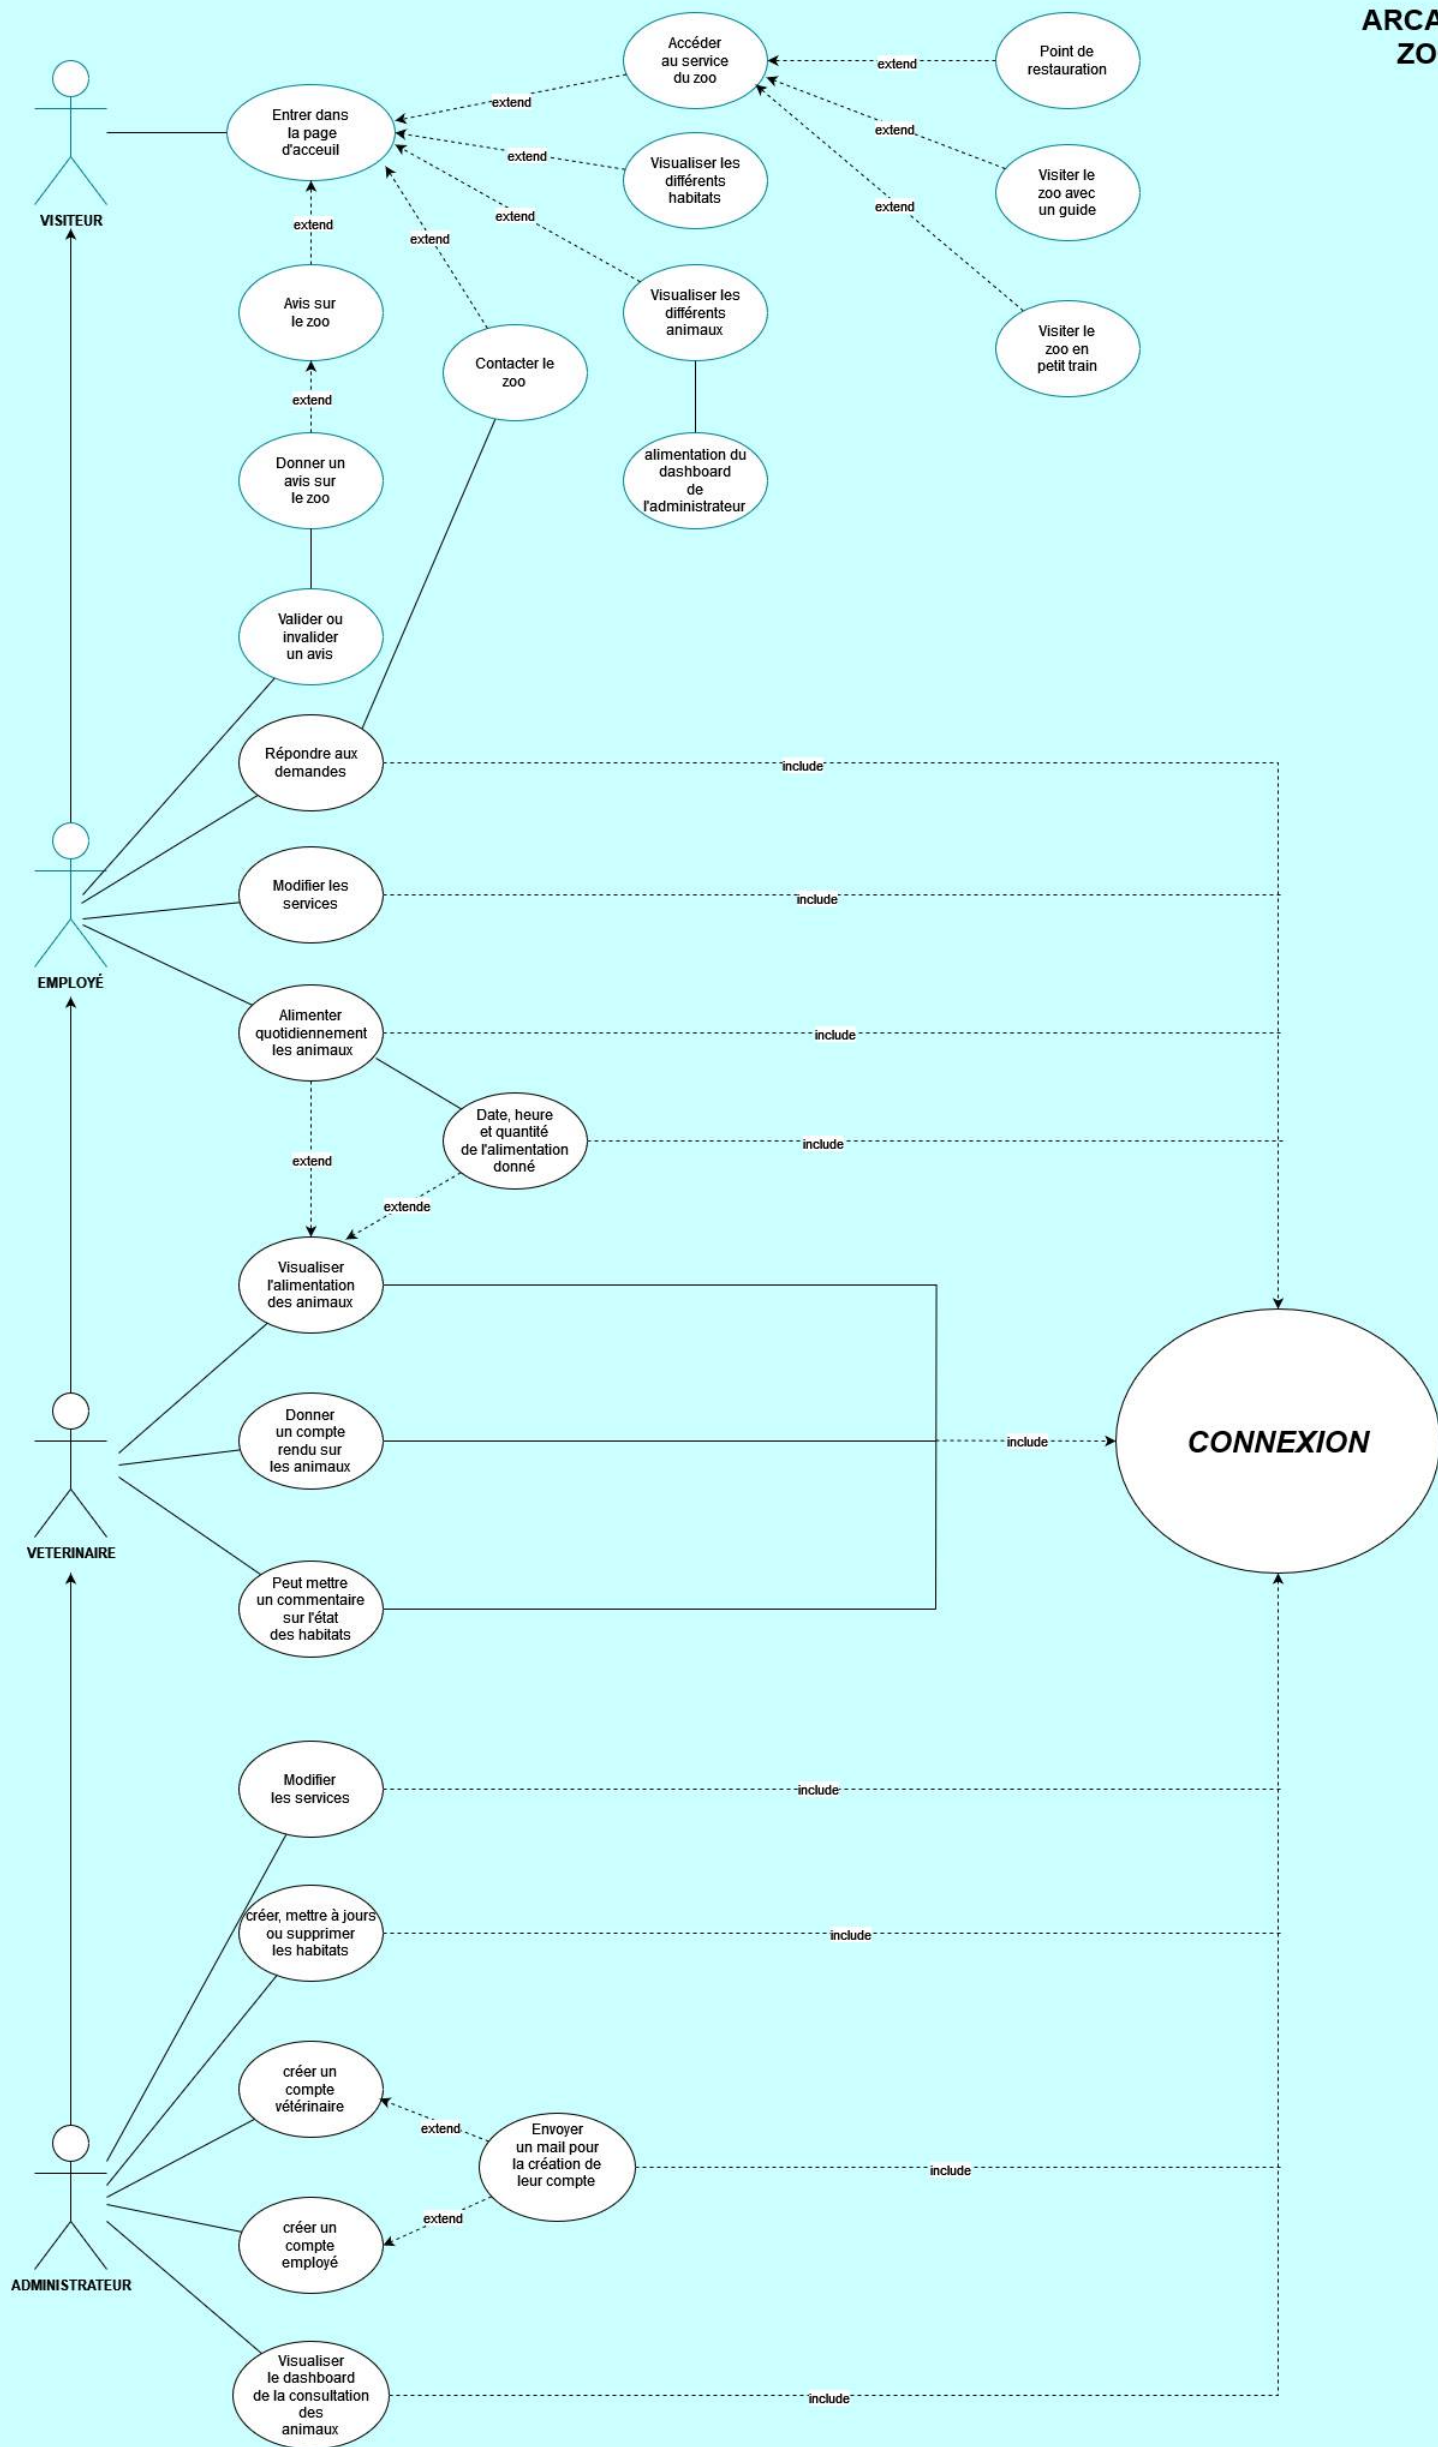 ARCA
ZO
Accéder
au service
du zoo
extend
Point de
restauration
Entrer dans
la page
d'acceuil
extend
extend
Visualiser les
différents
habitats
extend
Visiter le
zoo avec
un guide
VISITEUR
extend
extend
extend
extend
Avis sur
le zoo
Visualiser les
différents
animaux
Visiter le
zoo en
petit train
Contacter le
zoo
extend
Donner un
avis sur
le zoo
alimentation du
dashboard
de
l'administrateur
Valider ou
invalider
un avis
Répondre aux
demandes
include
Modifier les
services
include
EMPLOYÉ
Alimenter
quotidiennement
les animaux
include
Date, heure
et quantité
de l'alimentation
donné
include
extend
extende
Visualiser
l'alimentation
des animaux
Donner
un compte
rendu sur
les animaux
include
CONNEXION
VETERINAIRE
Peut mettre
un commentaire
sur l'état
des habitats
Modifier
les services
include
créer, mettre à jours
ou supprimer
les habitats
include
créer un
compte
vétérinaire
extend
Envoyer
un mail pour
la création de
leur compte
include
extend
créer un
compte
employé
ADMINISTRATEUR
Visualiser
le dashboard
de la consultation
des
animaux
include